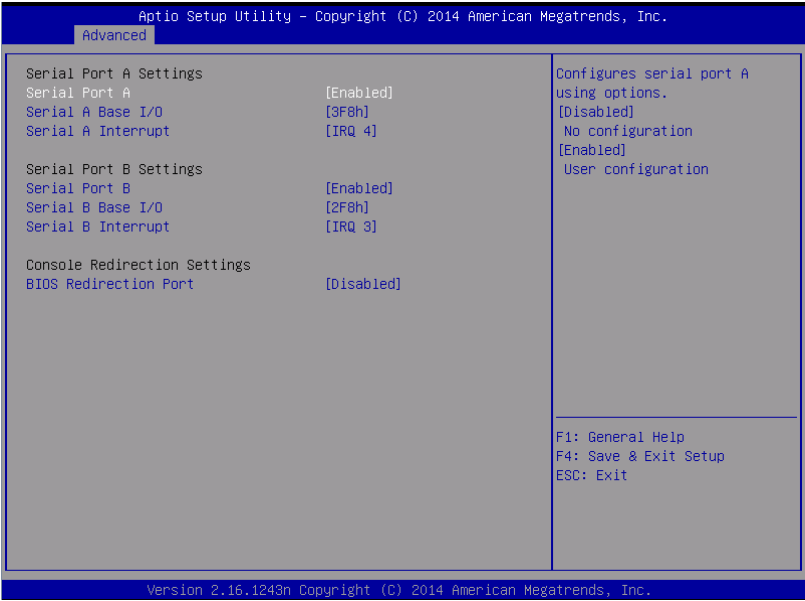 Aptio Setup Utility – Copyright (C) 2014 American Megatrends, Inc.
Advanced
Serial Port A Settings
Serial Port A [Enabled]
Serial A Base I/O [3F8h]
Serial A Interrupt [IRQ 4]
Serial Port B Settings
Serial Port B [Enabled]
Serial B Base I/O [2F8h]
Serial B Interrupt [IRQ 3]
Console Redirection Settings
BIOS Redirection Port [Disabled]
Configures serial port A
using options.
[Disabled]
No configuration
[Enabled]
User configuration
F1: General Help
F4: Save & Exit Setup
ESC: Exit
Version 2.16.1243n Copyright (C) 2014 American Megatrends, Inc.